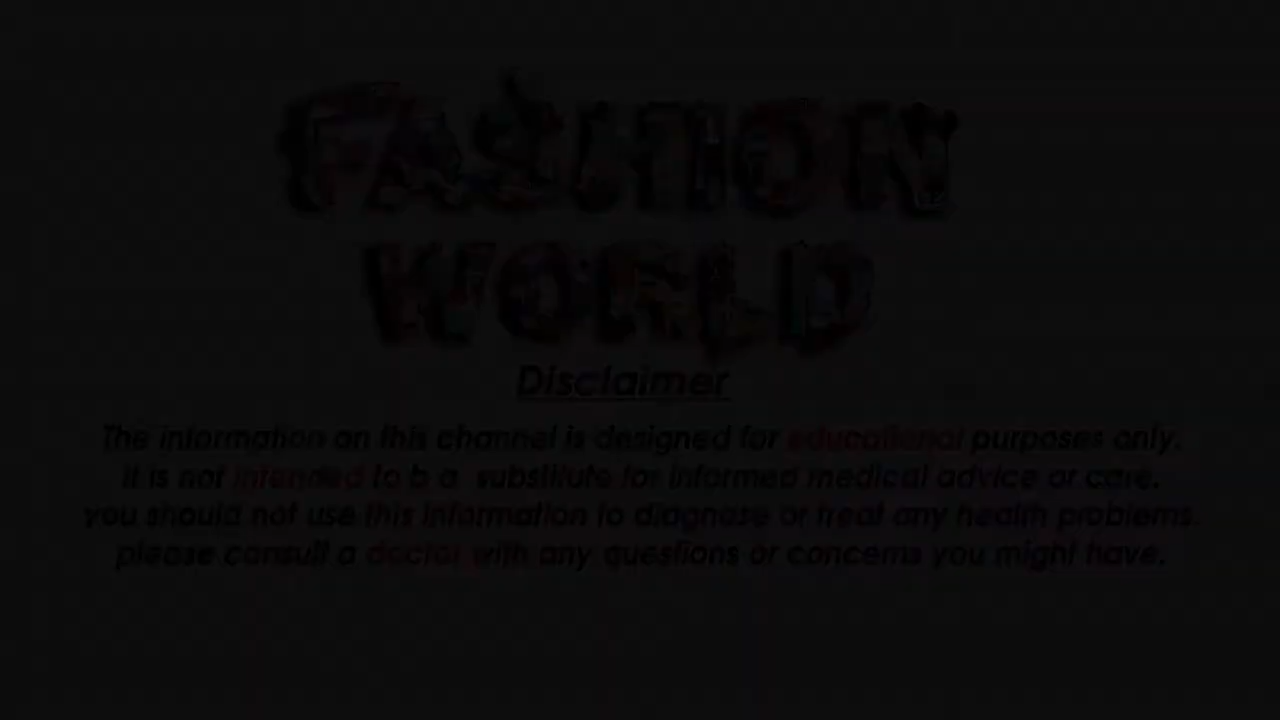 FASHION
WORLD
Disclaimer
The information on this channel is designed for educational purposes only.
it is not intended to b a substitute for informed medical advice or care.
you should not use this information to diagnose or treat any health problems.
please consult a doctor with any questions or concerns you might have.